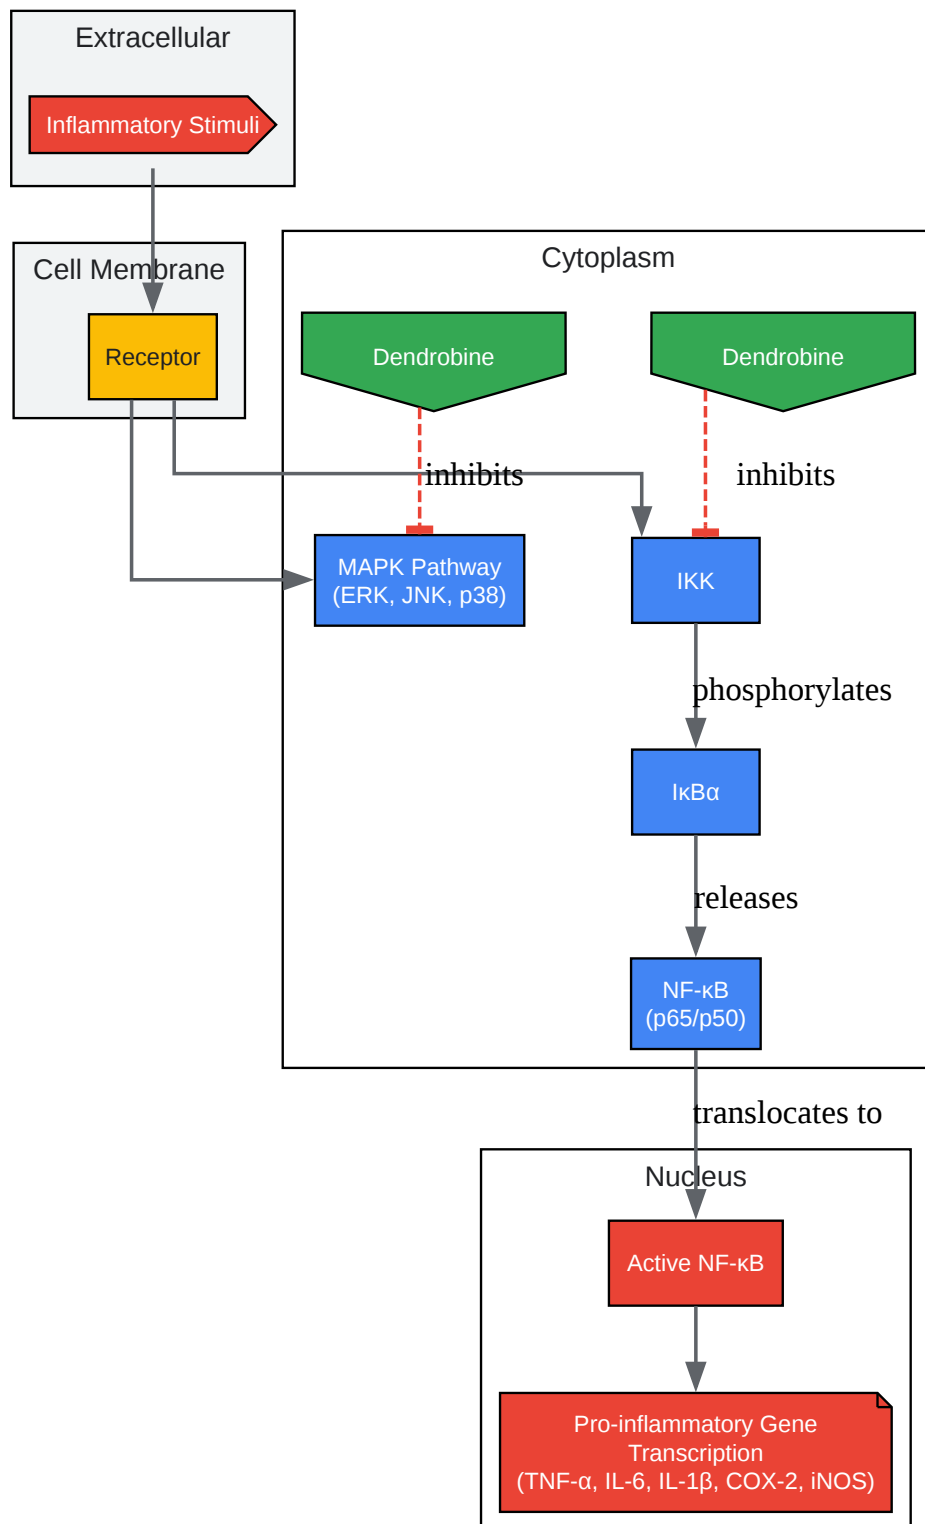 Extracellular
Inflammatory Stimuli
Cell Membrane
Receptor
Cytoplasm
Dendrobine
Dendrobine
inhibits
inhibits
MAPK Pathway
(ERK, JNK, p38)
IKK
phosphorylates
IκBα
releases
NF-κB
(p65/p50)
translocates to
Nucleus
Active NF-κB
Pro-inflammatory Gene
Transcription
(TNF-α, IL-6, IL-1β, COX-2, iNOS)